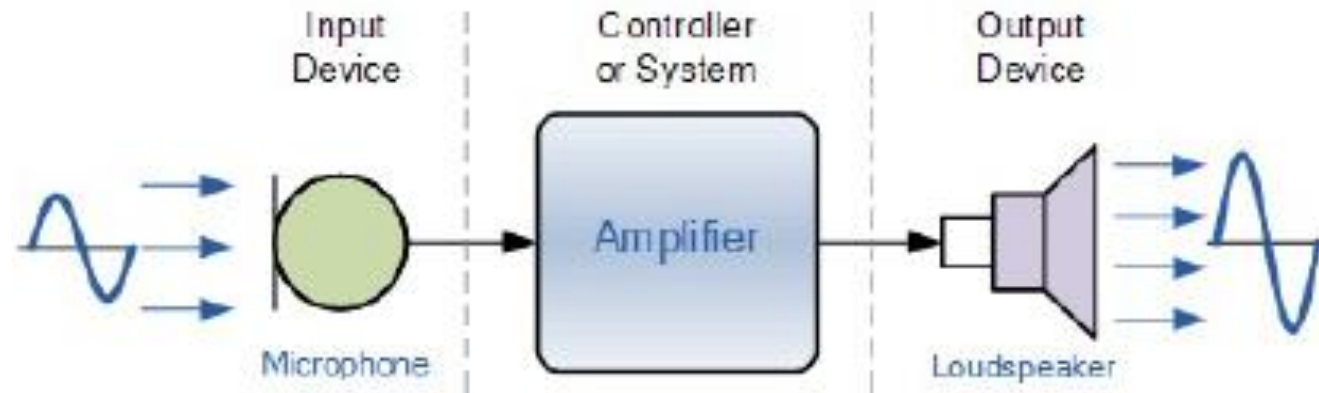 Input
Device
Controller
or System
Output
Device
Amplifier
Microphone
Loudspeaker